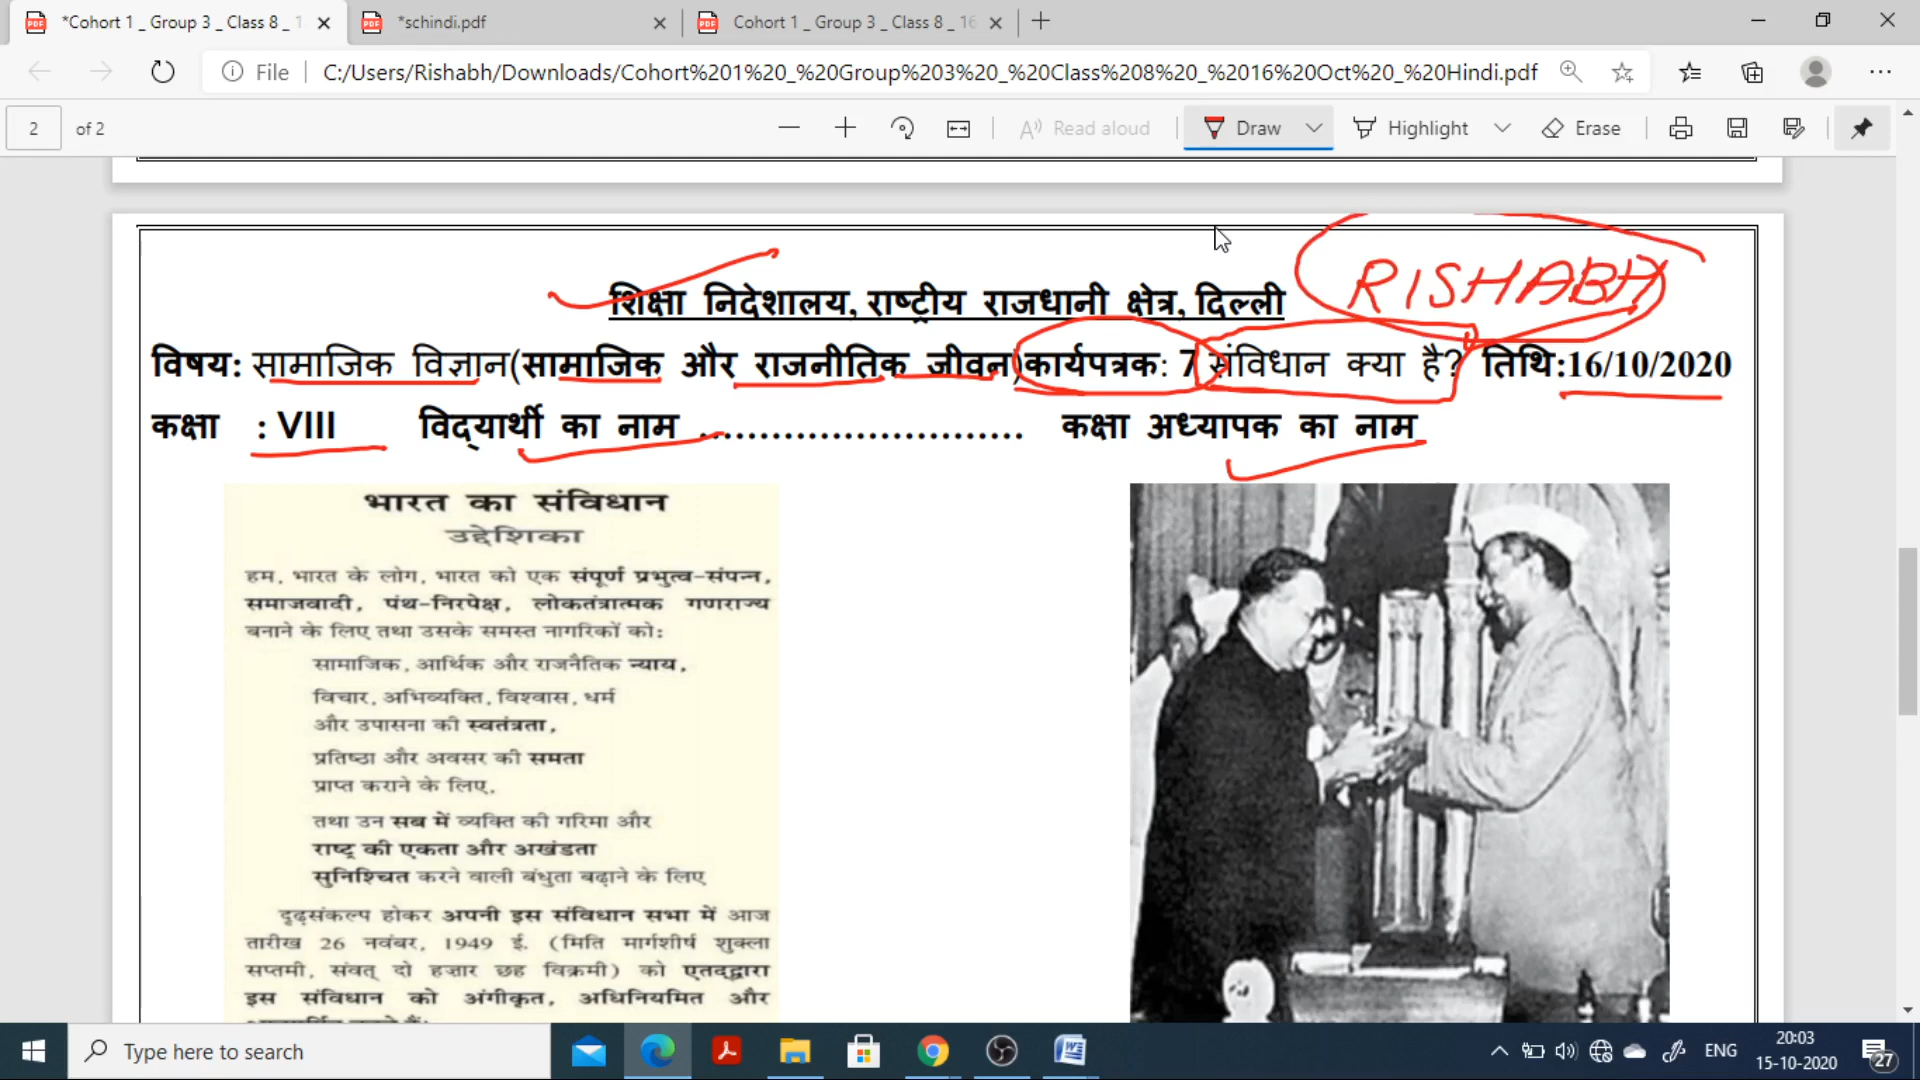 *Cohort 1 _ Group 3 _ Class 8 _ 1
*schindi.pdf
Cohort 1 _ Group 3 _ Class 8 _ 16
File
C:/Users/Rishabh/Downloads/Cohort%201%20_%20Group%203%20_%20Class%208%20_%2016%20Oct%20_%20Hindi.pdf
2 of 2
Read aloud
Draw
Highlight
Erase
RISHABH
शिक्षा निदेशालय, राष्ट्रीय राजधानी क्षेत्र, दिल्ली
विषय: सामाजिक विज्ञान(सामाजिक और राजनीतिक जीवन)कार्यपत्रक: 7 संविधान क्या है? तिथि:16/10/2020
कक्षा : VIII विद्यार्थी का नाम ........................... कक्षा अध्यापक का नाम
भारत का संविधान
उद्देशिका
हम, भारत के लोग, भारत को एक संपूर्ण प्रभुत्व-संपन्न,
समाजवादी, पंथ-निरपेक्ष, लोकतंत्रात्मक गणराज्य
बनाने के लिए तथा उसके समस्त नागरिकों को:
सामाजिक, आर्थिक और राजनैतिक न्याय,
विचार, अभिव्यक्ति, विश्वास, धर्म
और उपासना की स्वतंत्रता,
प्रतिष्ठा और अवसर की समता
प्राप्त कराने के लिए,
तथा उन सब में व्यक्ति की गरिमा और
राष्ट्र की एकता और अखंडता
सुनिश्चित करने वाली बंधुता बढ़ाने के लिए
दृढ़संकल्प होकर अपनी इस संविधान सभा में आज
तारीख 26 नवंबर, 1949 ई. (मिति मार्गशीर्ष शुक्ला
सप्तमी, संवत् दो हज़ार छह विक्रमी) को एतद्द्वारा
इस संविधान को अंगीकृत, अधिनियमित और
Type here to search
ENG
20:03
15-10-2020
27